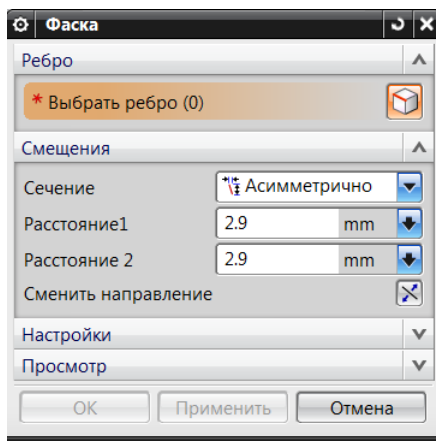 Фаска
Ребро
* Выбрать ребро (0)
Смещения
Сечение Асимметрично
Расстояние1 2.9 mm
Расстояние 2 2.9 mm
Сменить направление
Настройки
Просмотр
OK Применить Отмена